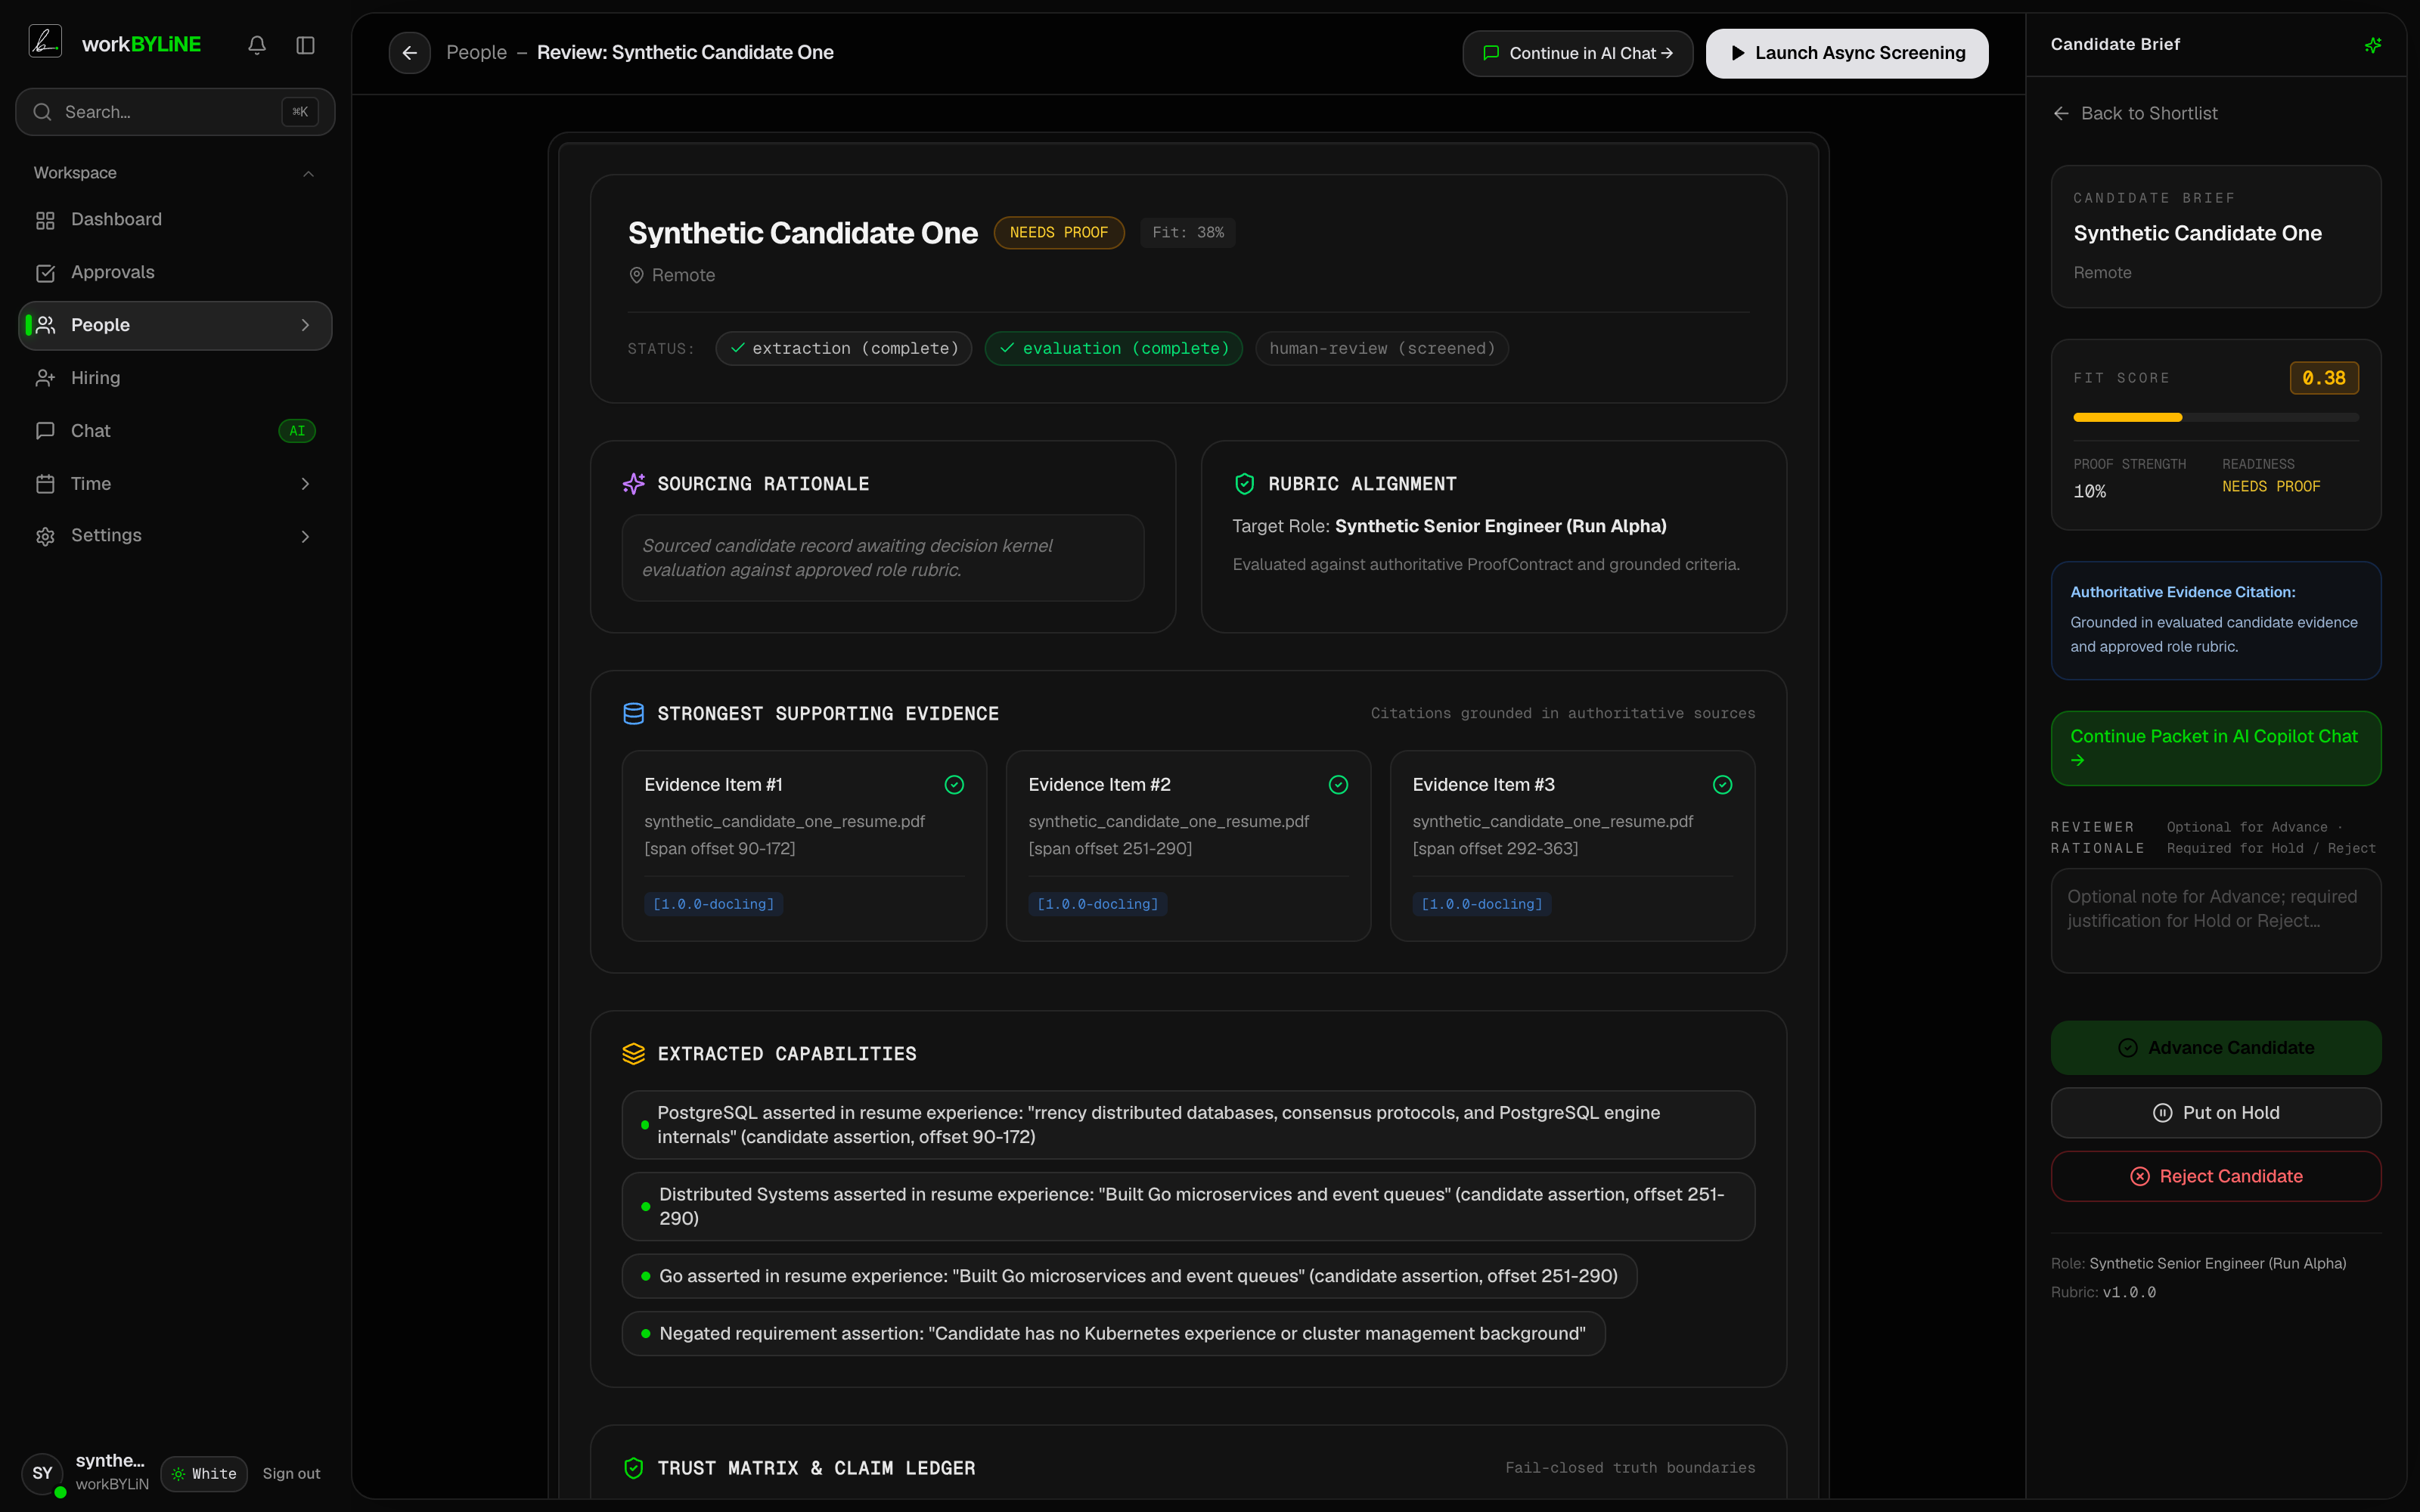 workBYLiNE
Search...
⌘K
Workspace
Dashboard
Approvals
People
Hiring
Chat
AI
Time
Settings
SY
synthe...
workBYLiN
White
Sign out
People – Review: Synthetic Candidate One
Continue in AI Chat →
Launch Async Screening
Synthetic Candidate One
NEEDS PROOF
Fit: 38%
Remote
STATUS:
extraction (complete)
evaluation (complete)
human-review (screened)
SOURCING RATIONALE
Sourced candidate record awaiting decision kernel
evaluation against approved role rubric.
RUBRIC ALIGNMENT
Target Role: Synthetic Senior Engineer (Run Alpha)
Evaluated against authoritative ProofContract and grounded criteria.
STRONGEST SUPPORTING EVIDENCE
Citations grounded in authoritative sources
Evidence Item #1
synthetic_candidate_one_resume.pdf
[span offset 90-172]
[1.0.0-docling]
Evidence Item #2
synthetic_candidate_one_resume.pdf
[span offset 251-290]
[1.0.0-docling]
Evidence Item #3
synthetic_candidate_one_resume.pdf
[span offset 292-363]
[1.0.0-docling]
EXTRACTED CAPABILITIES
PostgreSQL asserted in resume experience: "rrency distributed databases, consensus protocols, and PostgreSQL engine
internals" (candidate assertion, offset 90-172)
Distributed Systems asserted in resume experience: "Built Go microservices and event queues" (candidate assertion, offset 251-
290)
Go asserted in resume experience: "Built Go microservices and event queues" (candidate assertion, offset 251-290)
Negated requirement assertion: "Candidate has no Kubernetes experience or cluster management background"
TRUST MATRIX & CLAIM LEDGER
Fail-closed truth boundaries
Candidate Brief
Back to Shortlist
CANDIDATE BRIEF
Synthetic Candidate One
Remote
FIT SCORE
0.38
PROOF STRENGTH
10%
READINESS
NEEDS PROOF
Authoritative Evidence Citation:
Grounded in evaluated candidate evidence
and approved role rubric.
Continue Packet in AI Copilot Chat
→
REVIEWER
RATIONALE
Optional for Advance ·
Required for Hold / Reject
Optional note for Advance; required
justification for Hold or Reject...
Advance Candidate
Put on Hold
Reject Candidate
Role: Synthetic Senior Engineer (Run Alpha)
Rubric: v1.0.0